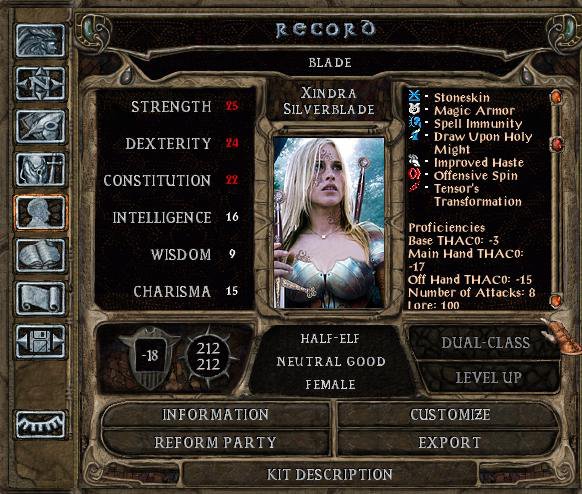 RECORD
BLADE
XINDRA
SILVERBLADE
STRENGTH 25
DEXTERITY 24
CONSTITUTION 22
INTELLIGENCE 16
WISDOM 9
CHARISMA 15
- Stoneskin
- Magic Armor
- Spell Immunity
- Draw Upon Holy
Might
- Improved Haste
- Offensive Spin
- Tensor's
Transformation
Proficiencies
Base THAC0: -3
Main Hand THAC0:
-17
Off Hand THAC0: -15
Number of Attacks: 8
Lore: 100
-18
212
212
HALF-ELF
NEUTRAL GOOD
FEMALE
DUAL-CLASS
LEVEL UP
INFORMATION
CUSTOMIZE
REFORM PARTY
EXPORT
KIT DESCRIPTION